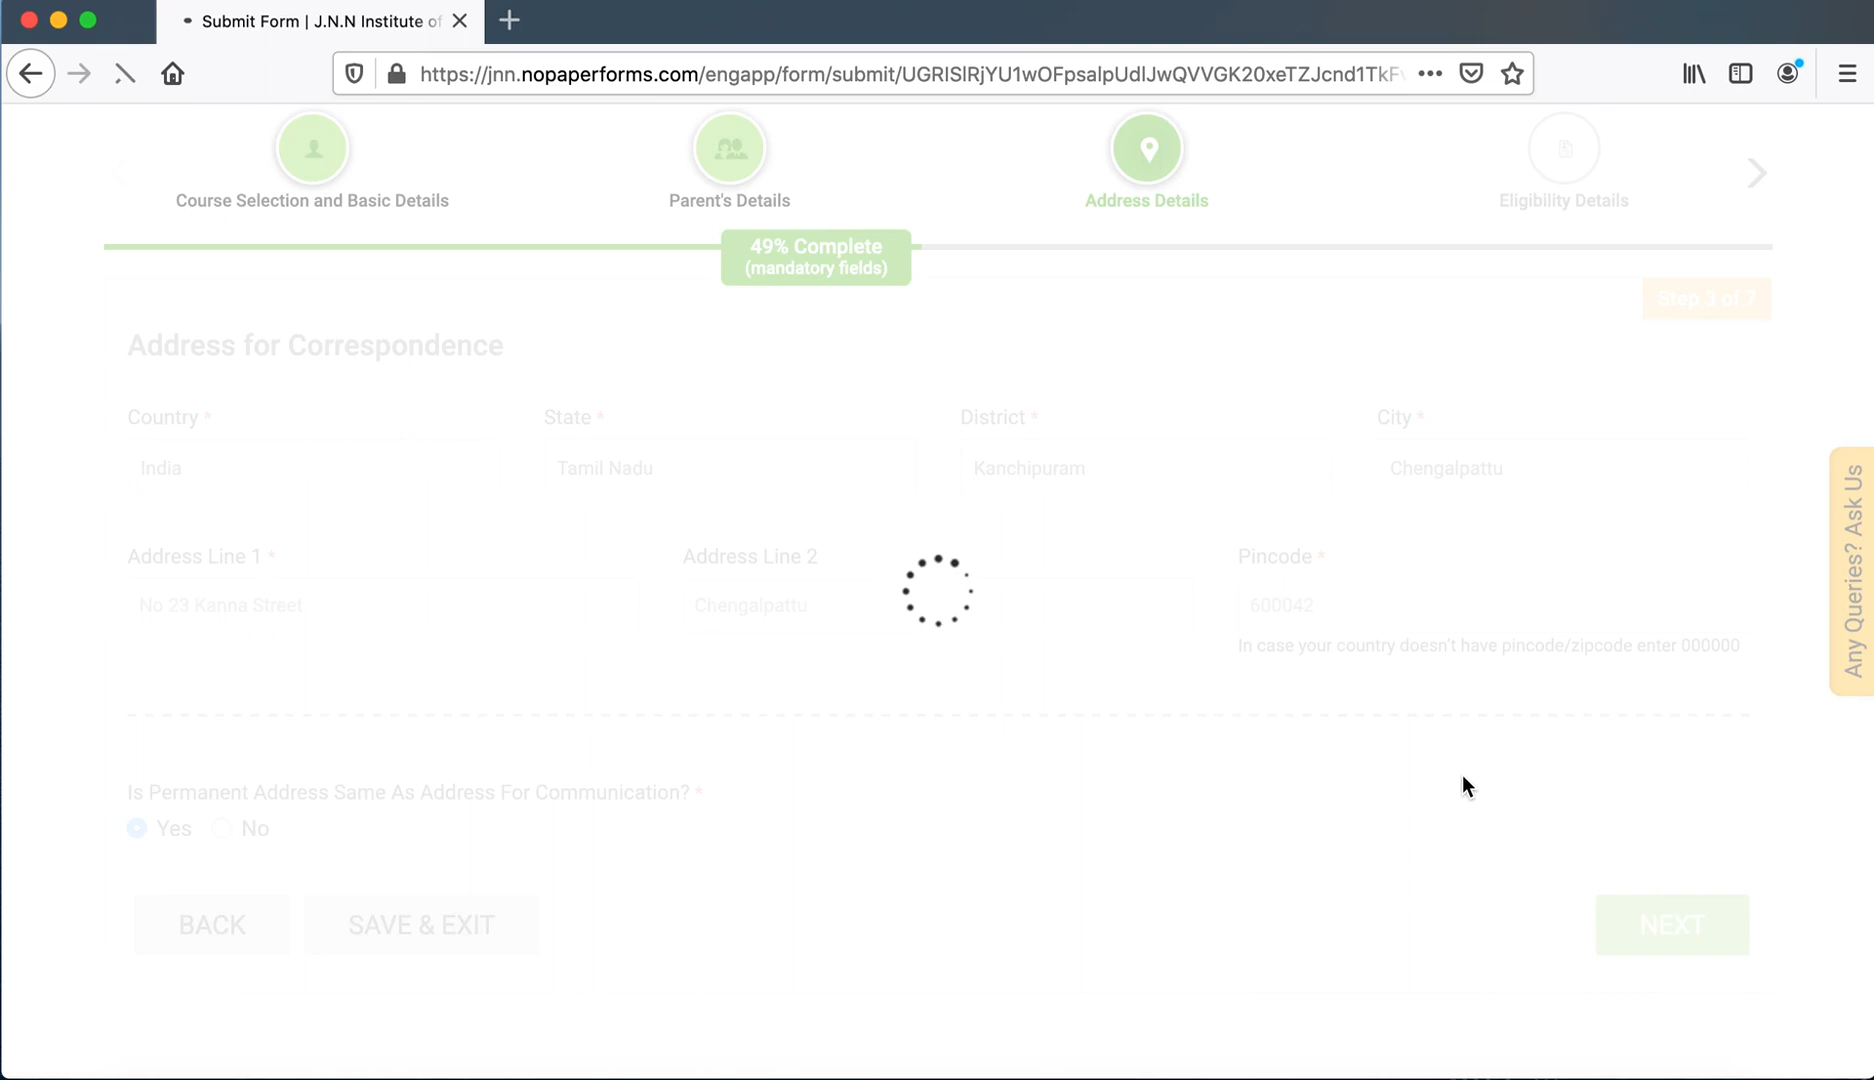 Submit Form | J.N.N Institute of
https://jnn.nopaperforms.com/engapp/form/submit/
Course Selection and Basic Details
Parent's Details
Address Details
Eligibility Details
49% Complete
(mandatory fields)
Step 3 of 7
Address for Correspondence
Country *
State *
District *
City *
India
Tamil Nadu
Kanchipuram
Chengalpattu
Address Line 1 *
Address Line 2
Pincode *
No 23 Kanna Street
Chengalpattu
600042
In case your country doesn't have pincode/zipcode enter 000000
Any Queries? Ask Us
Is Permanent Address Same As Address For Communication? *
Yes
No
BACK
SAVE & EXIT
NEXT